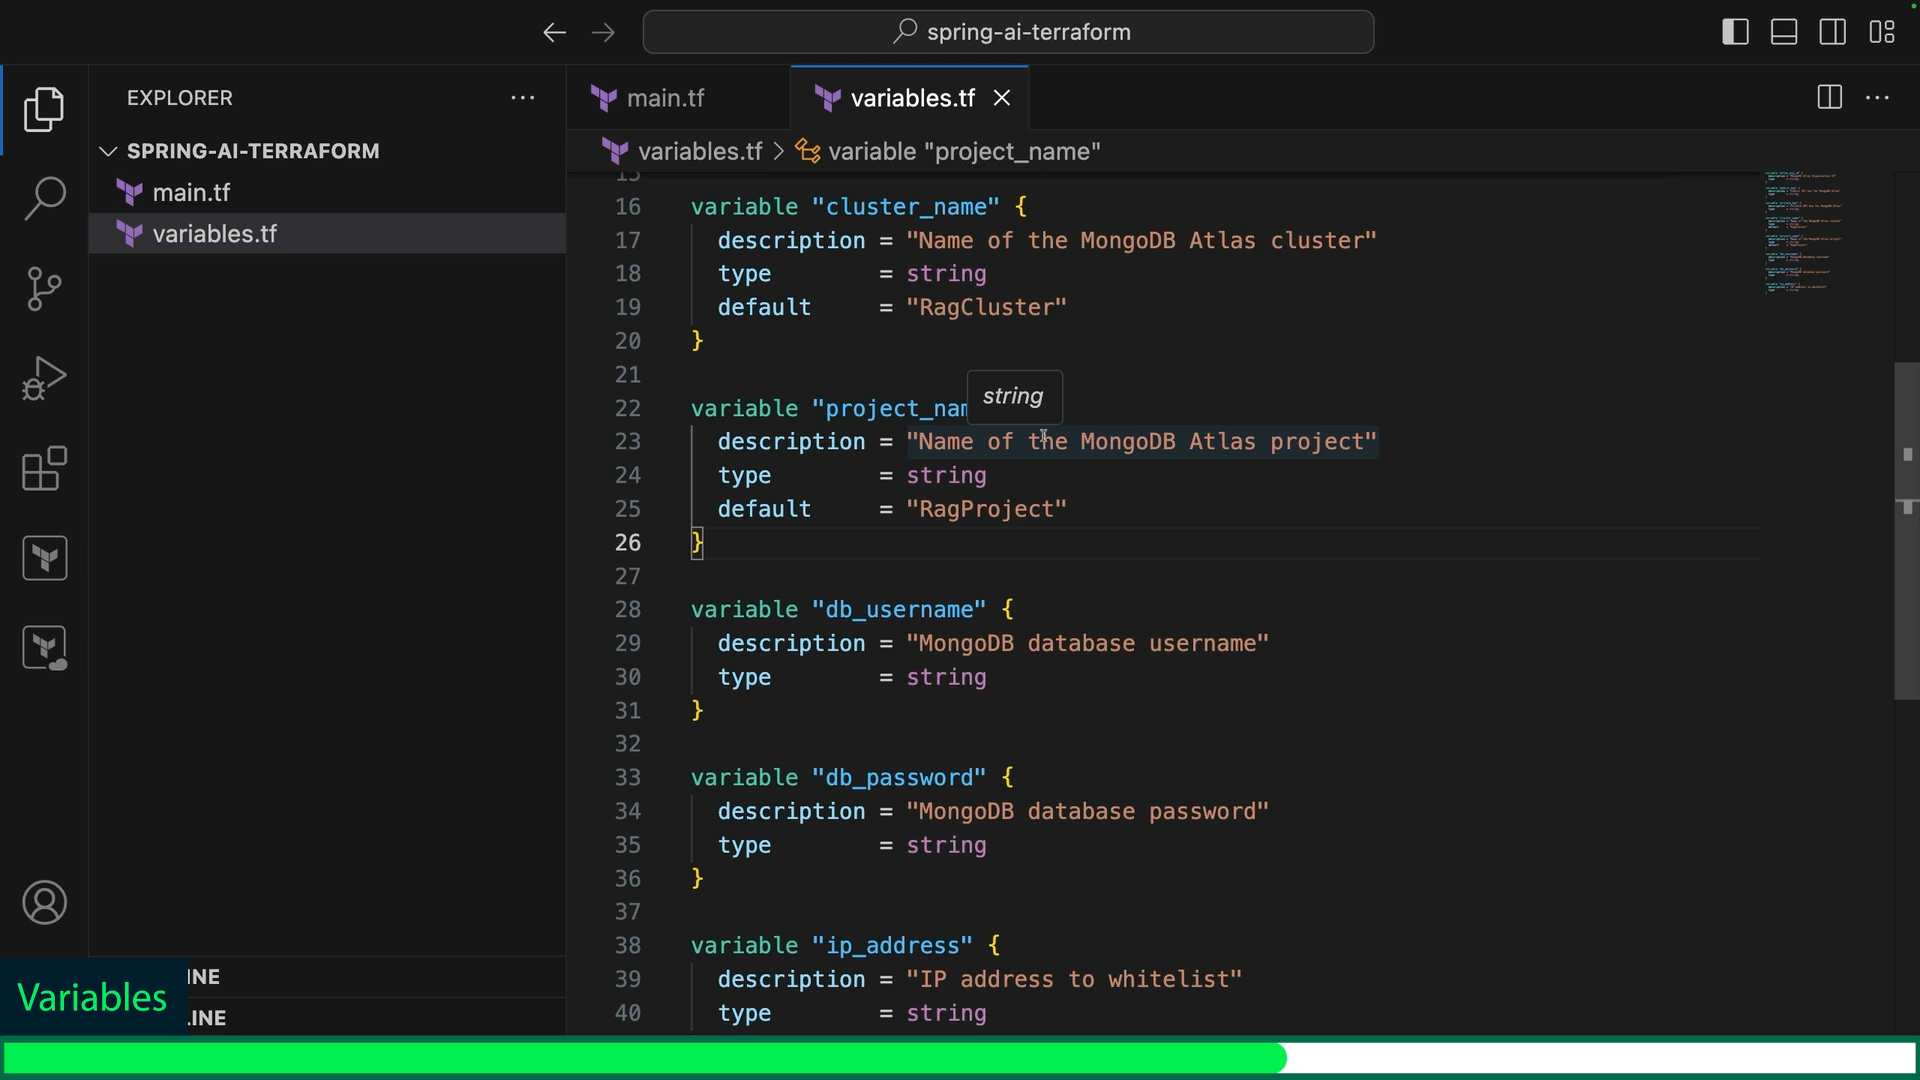 spring-ai-terraform
EXPLORER
SPRING-AI-TERRAFORM
main.tf
variables.tf
main.tf
variables.tf
variables.tf > variable "project_name"
15
16 variable "cluster_name" {
17 description = "Name of the MongoDB Atlas cluster"
18 type = string
19 default = "RagCluster"
20 }
21
string
22 variable "project_nam
23 description = "Name of the MongoDB Atlas project"
24 type = string
25 default = "RagProject"
26 }
27
28 variable "db_username" {
29 description = "MongoDB database username"
30 type = string
31 }
32
33 variable "db_password" {
34 description = "MongoDB database password"
35 type = string
36 }
37
38 variable "ip_address" {
39 description = "IP address to whitelist"
40 type = string
INE
LINE
Variables